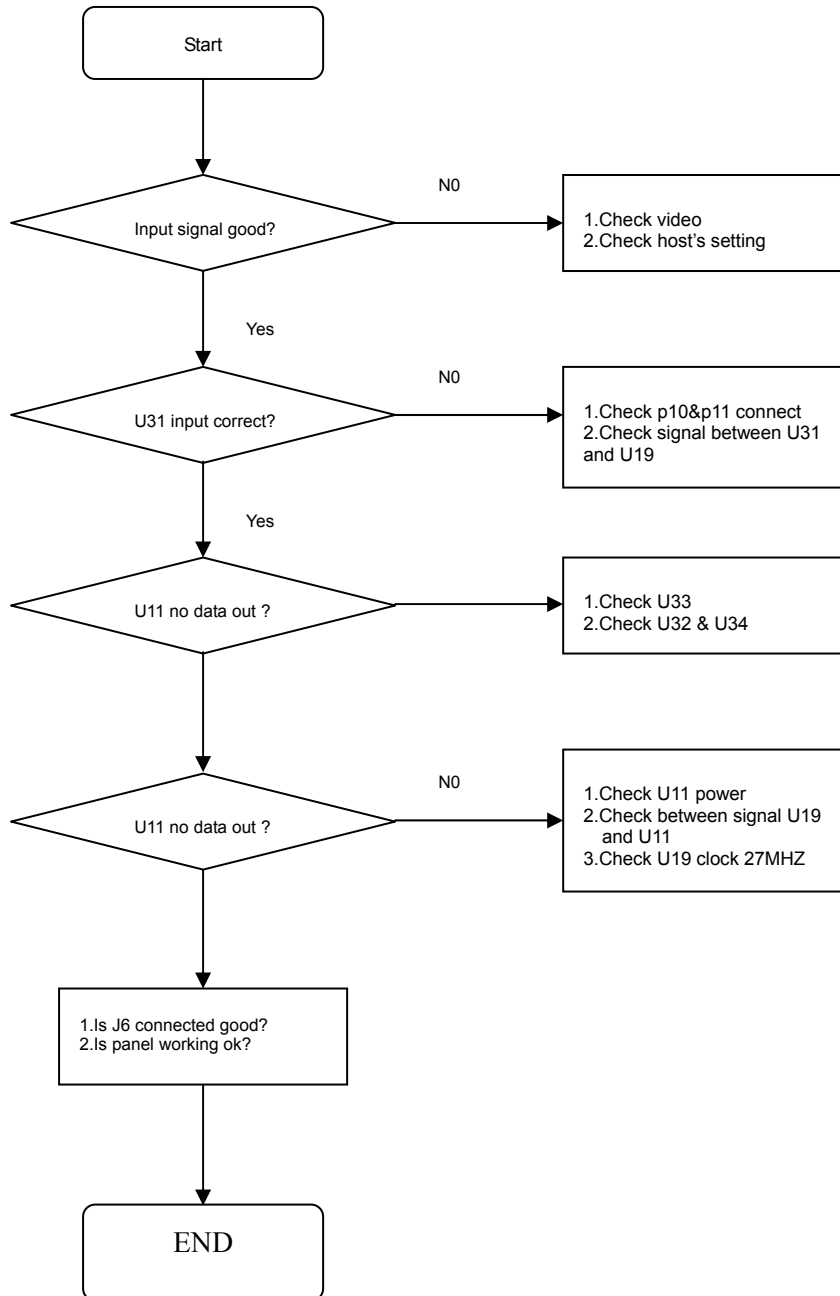 Start
N0
Input signal good?
1.Check video
2.Check host's setting
Yes
N0
U31 input correct?
1.Check p10&p11 connect
2.Check signal between U31
and U19
Yes
U11 no data out ?
1.Check U33
2.Check U32 & U34
N0
U11 no data out ?
1.Check U11 power
2.Check between signal U19
and U11
3.Check U19 clock 27MHZ
1.Is J6 connected good?
2.Is panel working ok?
END